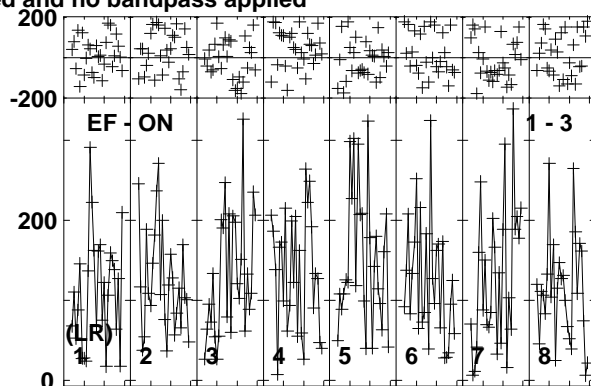 ed and no bandpass applied
200
-200
EF - ON 1 - 3
200
(LR)
1 2 3 4 5 6 7 8
0